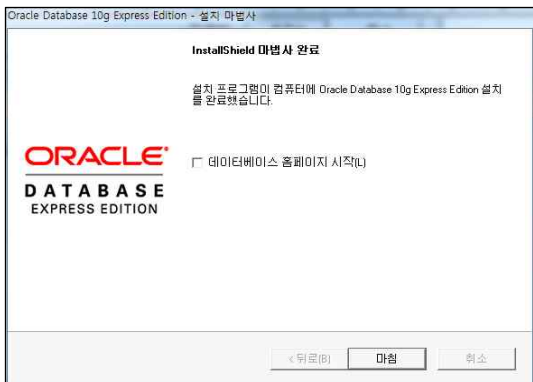 Oracle Database 10g Express Edition - 설치 마법사
InstallShield 마법사 완료
설치 프로그램이 컴퓨터에 Oracle Database 10g Express Edition 설치
를 완료했습니다.
ORACLE®
DATABASE
EXPRESS EDITION
데이터베이스 홈페이지 시작(L)
< 뒤로(B)
마침
취소